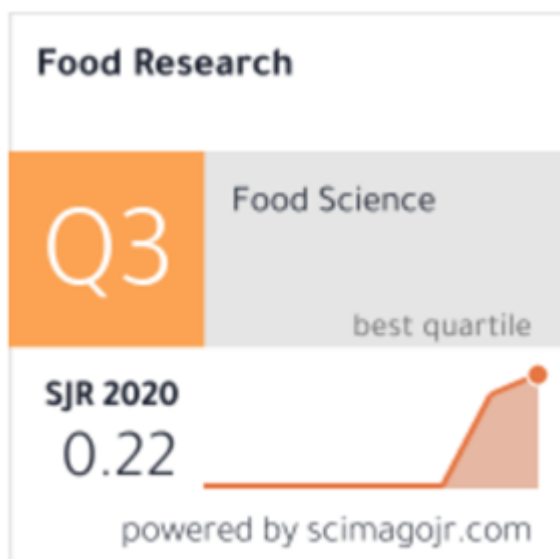 Food Research
Q3
Food Science
best quartile
SJR 2020
0.22
powered by scimagojr.com